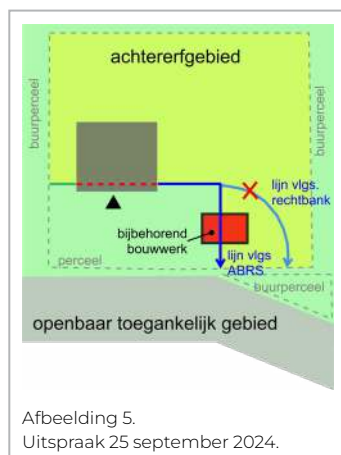 achtererfgebied
buurperceel
buurperceel
lijn vlgs.
rechtbank
bijbehorend
bouwwerk
lijn vlgs
ABRS
perceel
buurperceel
openbaar toegankelijk gebied
Afbeelding 5.
Uitspraak 25 september 2024.